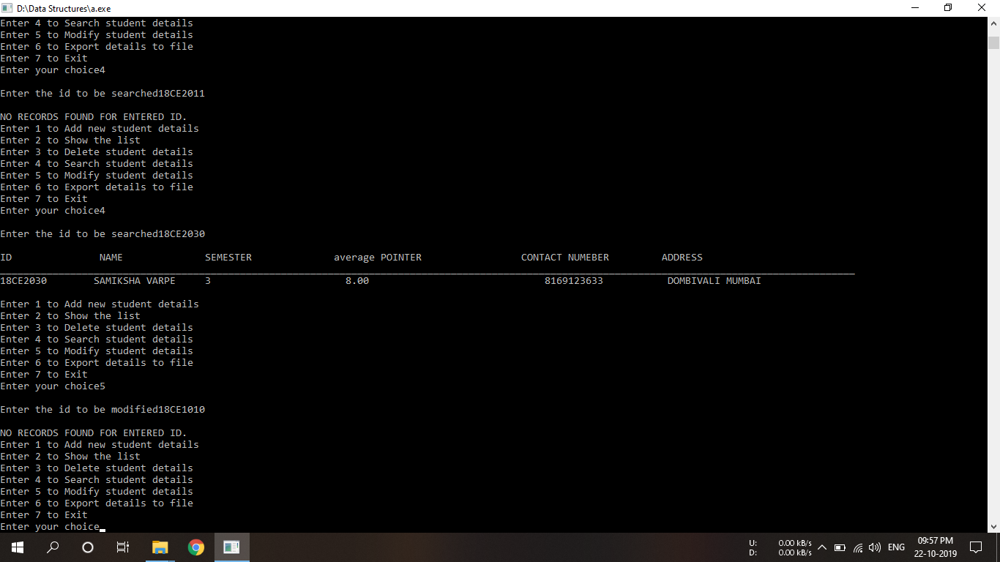 D:\Data Structures\a.exe
Enter 4 to Search student details
Enter 5 to Modify student details
Enter 6 to Export details to file
Enter 7 to Exit
Enter your choice4
Enter the id to be searched18CE2011
NO RECORDS FOUND FOR ENTERED ID.
Enter 1 to Add new student details
Enter 2 to Show the list
Enter 3 to Delete student details
Enter 4 to Search student details
Enter 5 to Modify student details
Enter 6 to Export details to file
Enter 7 to Exit
Enter your choice4
Enter the id to be searched18CE2030
ID NAME SEMESTER average POINTER CONTACT NUMEBER ADDRESS
18CE2030 SAMIKSHA VARPE 3 8.00 8169123633 DOMBIVALI MUMBAI
Enter 1 to Add new student details
Enter 2 to Show the list
Enter 3 to Delete student details
Enter 4 to Search student details
Enter 5 to Modify student details
Enter 6 to Export details to file
Enter 7 to Exit
Enter your choice5
Enter the id to be modified18CE1010
NO RECORDS FOUND FOR ENTERED ID.
Enter 1 to Add new student details
Enter 2 to Show the list
Enter 3 to Delete student details
Enter 4 to Search student details
Enter 5 to Modify student details
Enter 6 to Export details to file
Enter 7 to Exit
Enter your choice
U: 0.00 kB/s
D: 0.00 kB/s
ENG
09:57 PM
22-10-2019